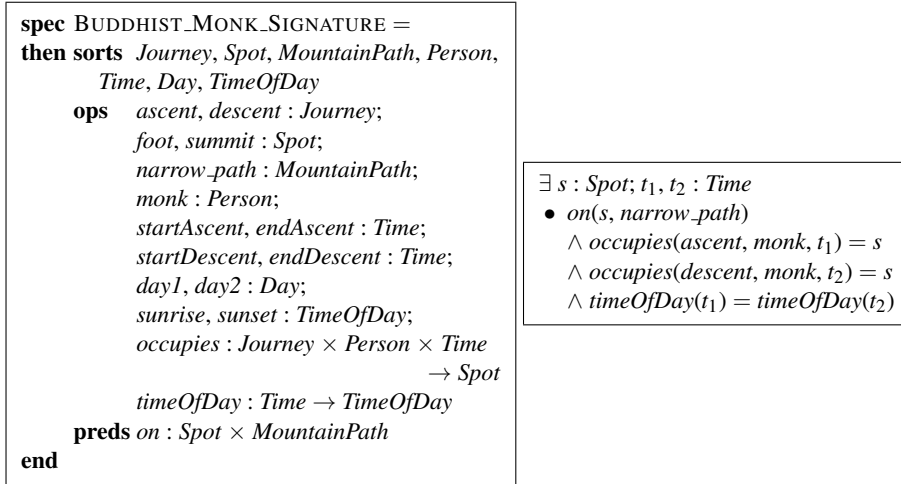 spec BUDDHIST_MONK_SIGNATURE =
then sorts Journey, Spot, MountainPath, Person,
Time, Day, TimeOfDay
ops ascent, descent : Journey;
foot, summit : Spot;
narrow_path : MountainPath;
monk : Person;
startAscent, endAscent : Time;
startDescent, endDescent : Time;
day1, day2 : Day;
sunrise, sunset : TimeOfDay;
occupies : Journey × Person × Time
→ Spot
timeOfDay : Time → TimeOfDay
preds on : Spot × MountainPath
end
∃ s : Spot; t₁, t₂ : Time
• on(s, narrow_path)
∧ occupies(ascent, monk, t₁) = s
∧ occupies(descent, monk, t₂) = s
∧ timeOfDay(t₁) = timeOfDay(t₂)